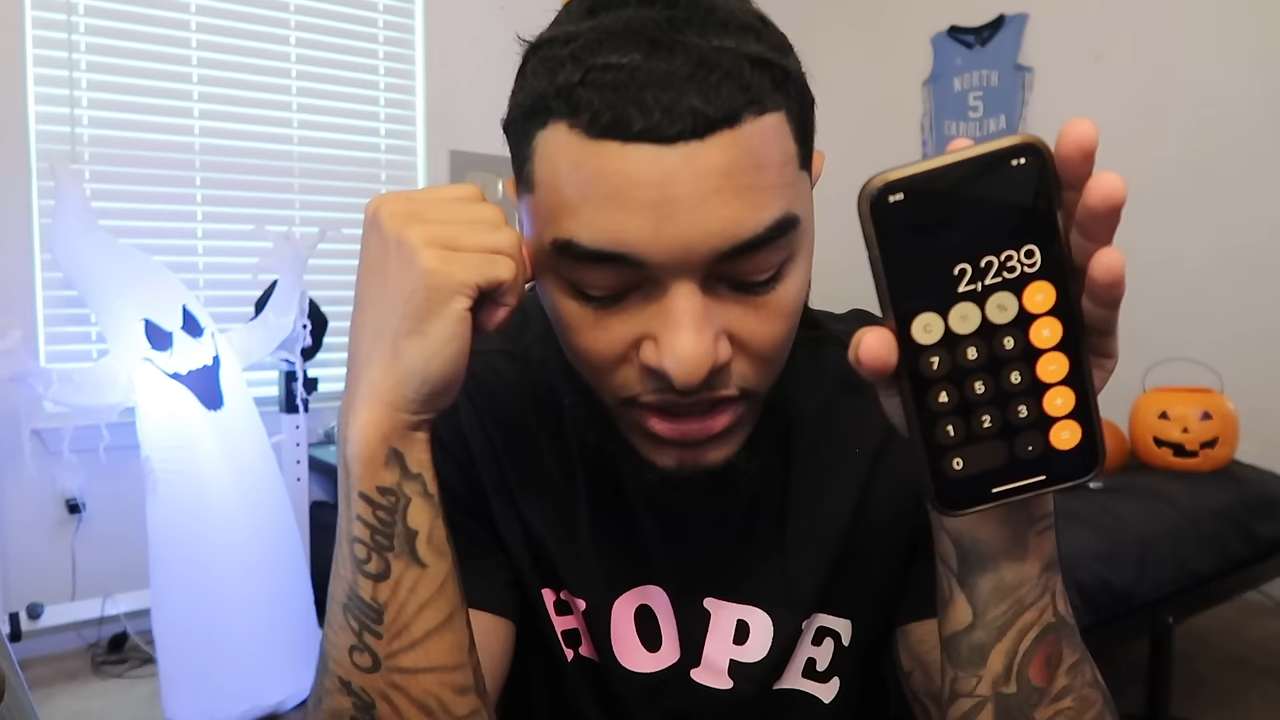 NORTH
5
CAROLINA
2,239
C
%
7 8 9
4 5 6
1 2 3 +
0 . =
All Odds
HOPE